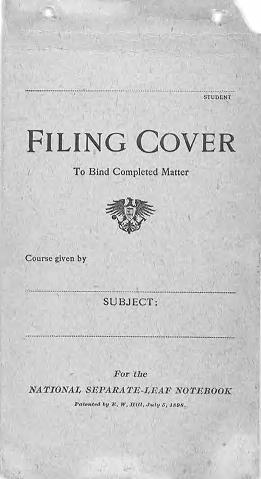 STUDENT
FILING COVER
To Bind Completed Matter
Course given by
SUBJECT:
For the
NATIONAL SEPARATE-LEAF NOTEBOOK
Patented by E. W. Hill, July 5, 1898.